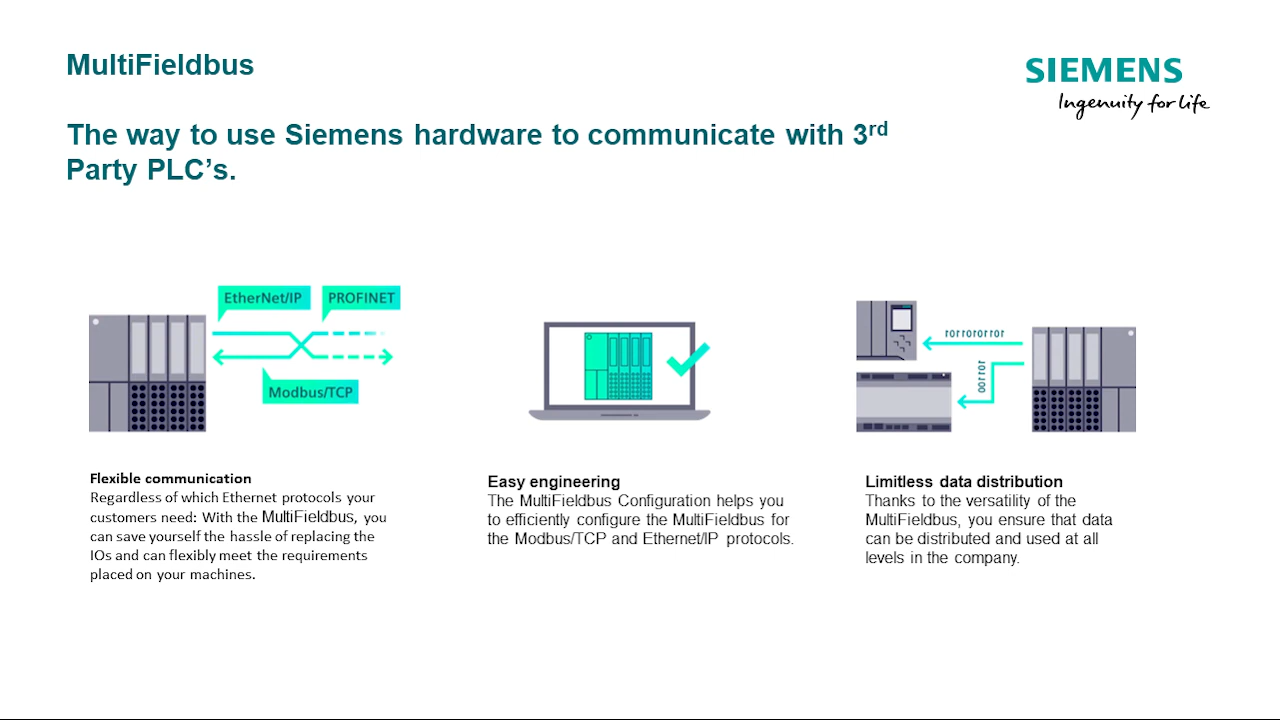 MultiFieldbus
SIEMENS
Ingenuity for life
The way to use Siemens hardware to communicate with 3rd
Party PLC’s.
EtherNet/IP
PROFINET
Modbus/TCP
Flexible communication
Regardless of which Ethernet protocols your
customers need: With the MultiFieldbus, you
can save yourself the hassle of replacing the
IOs and can flexibly meet the requirements
placed on your machines.
Easy engineering
The MultiFieldbus Configuration helps you
to efficiently configure the MultiFieldbus for
the Modbus/TCP and Ethernet/IP protocols.
Limitless data distribution
Thanks to the versatility of the
MultiFieldbus, you ensure that data
can be distributed and used at all
levels in the company.